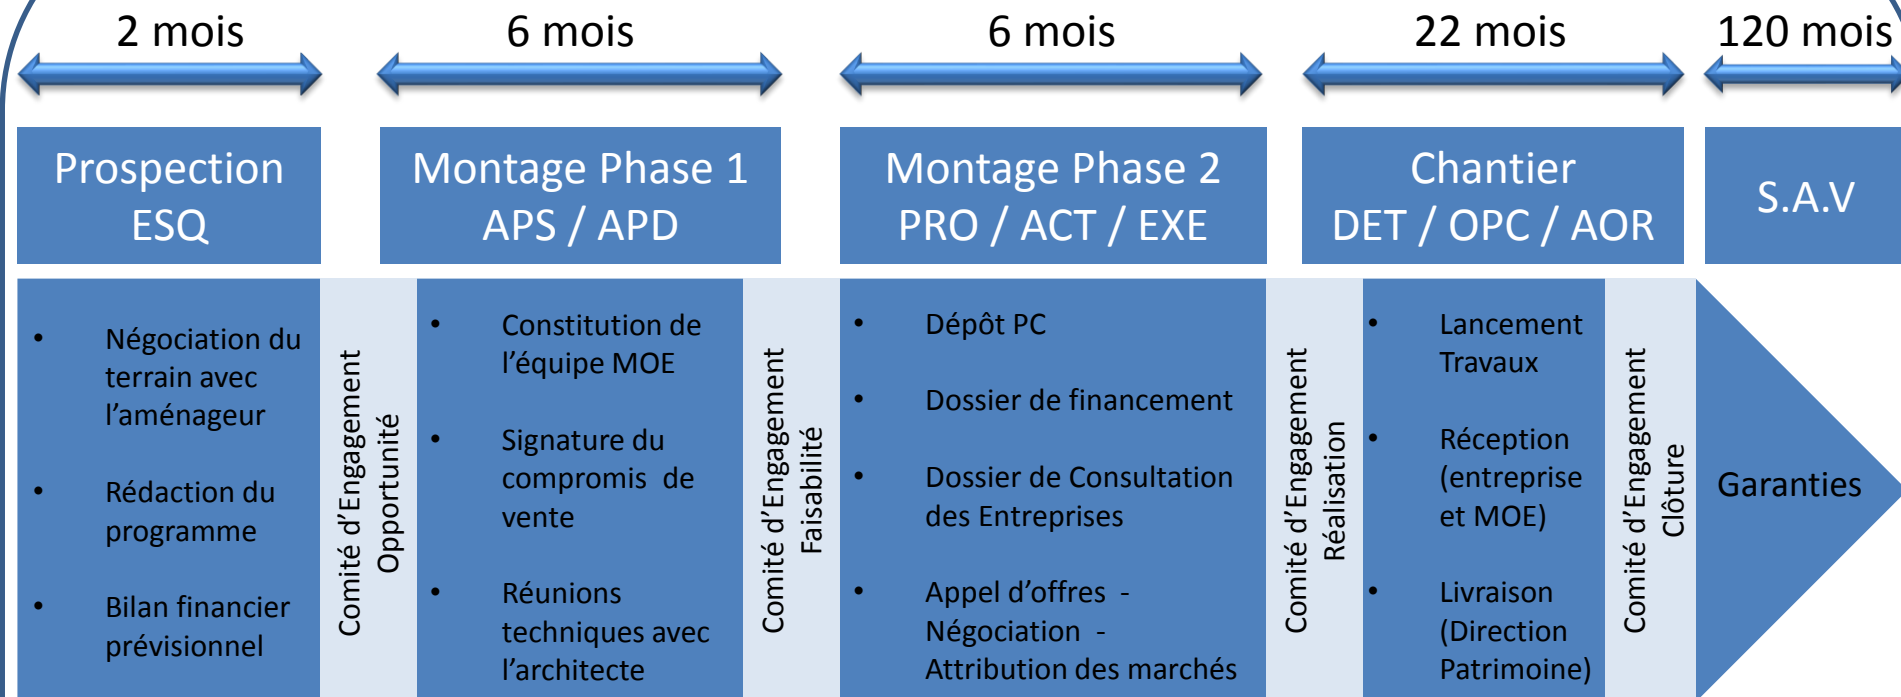 2 mois
6 mois
6 mois
22 mois
120 mois
Prospection
ESQ
Montage Phase 1
APS / APD
Montage Phase 2
PRO / ACT / EXE
Chantier
DET / OPC / AOR
S.A.V
• Négociation du
terrain avec
l’aménageur
• Rédaction du
programme
• Bilan financier
prévisionnel
Comité d’Engagement
Opportunité
• Constitution de
l’équipe MOE
• Signature du
compromis de
vente
• Réunions
techniques avec
l’architecte
Comité d’Engagement
Faisabilité
• Dépôt PC
• Dossier de financement
• Dossier de Consultation
des Entreprises
• Appel d’offres -
Négociation -
Attribution des marchés
Comité d’Engagement
Réalisation
• Lancement
Travaux
• Réception
(entreprise
et MOE)
• Livraison
(Direction
Patrimoine)
Comité d’Engagement
Clôture
Garanties